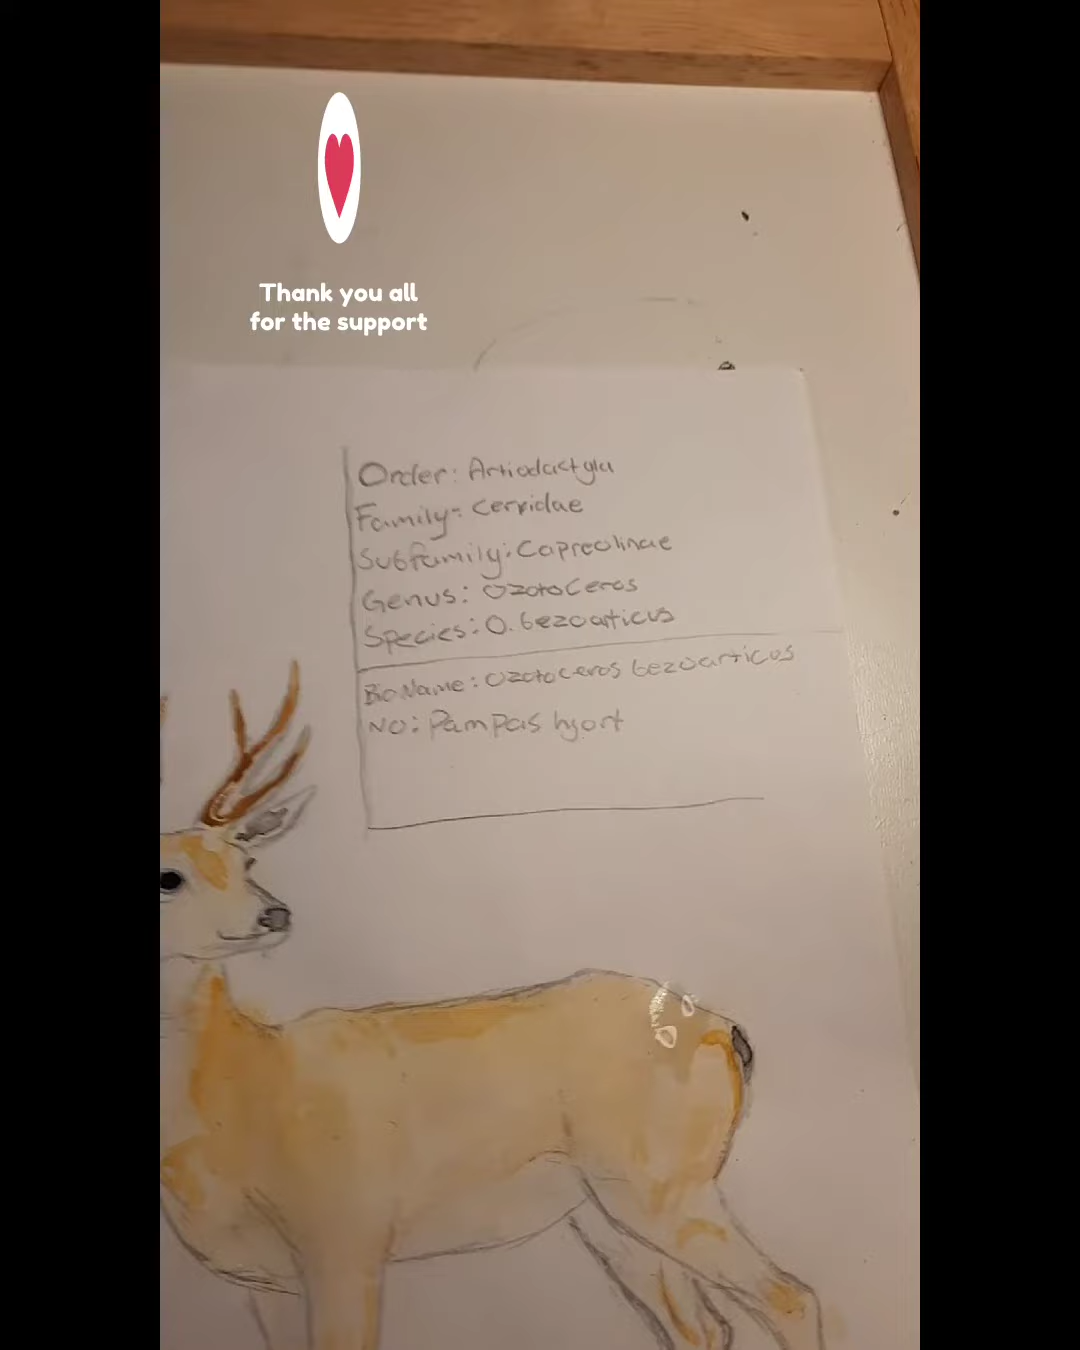 Thank you all
for the support
Order: Artiodactyla
Family: Cervidae
Subfamily: Capreolinae
Genus: Ozotoceros
Species: O. bezoarticus
Bio Name: Ozotoceros bezoarticus
NO: Pampas hjort